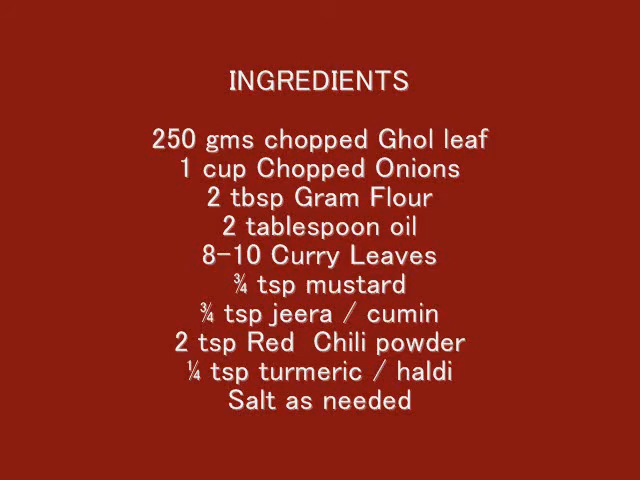 INGREDIENTS
250 gms chopped Ghol leaf
1 cup Chopped Onions
2 tbsp Gram Flour
2 tablespoon oil
8-10 Curry Leaves
¾ tsp mustard
¾ tsp jeera / cumin
2 tsp Red  Chili powder
¼ tsp turmeric / haldi
Salt as needed